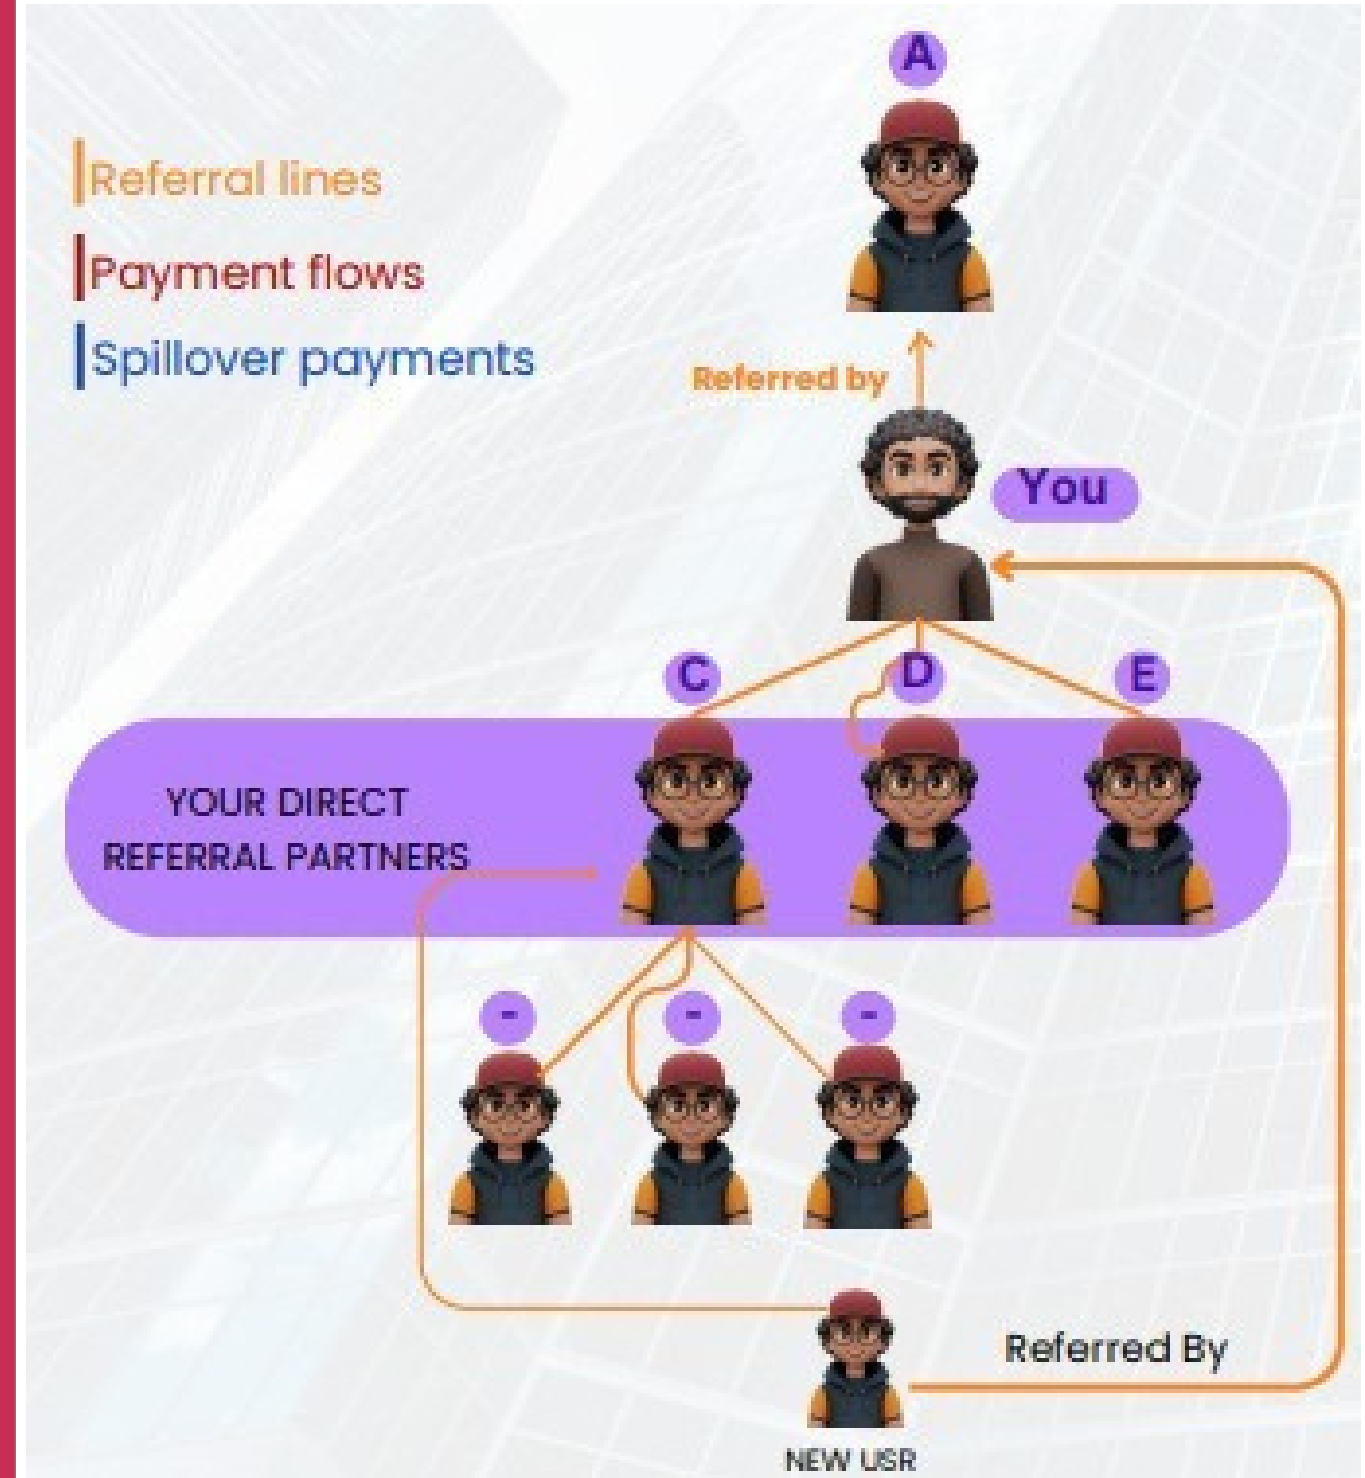 A
Referral lines
Payment flows
Spillover payments
Referred by
You
C
D
E
YOUR DIRECT
REFERRAL PARTNERS
-
-
-
Referred By
NEW USR